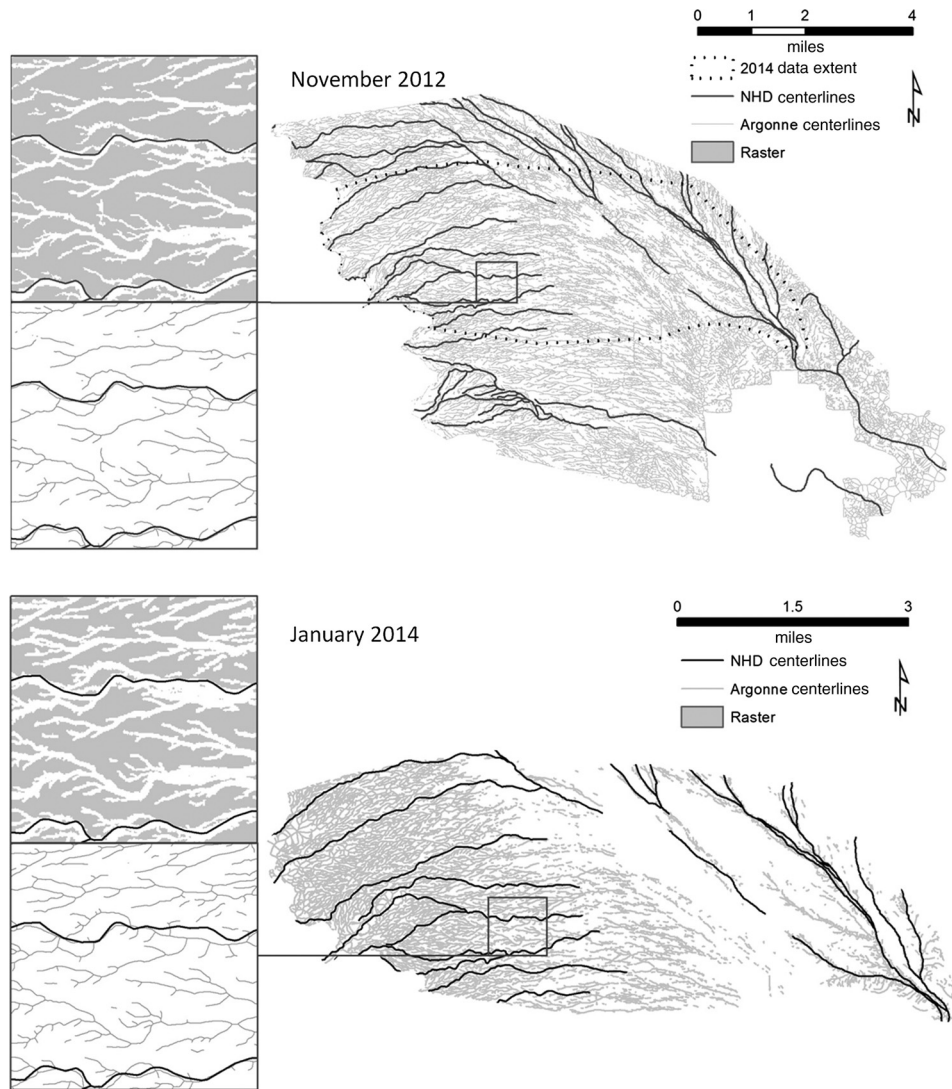 0 1 2 4
miles
2014 data extent
NHD centerlines
Argonne centerlines
Raster
N
November 2012
0 1.5 3
miles
NHD centerlines
Argonne centerlines
Raster
N
January 2014